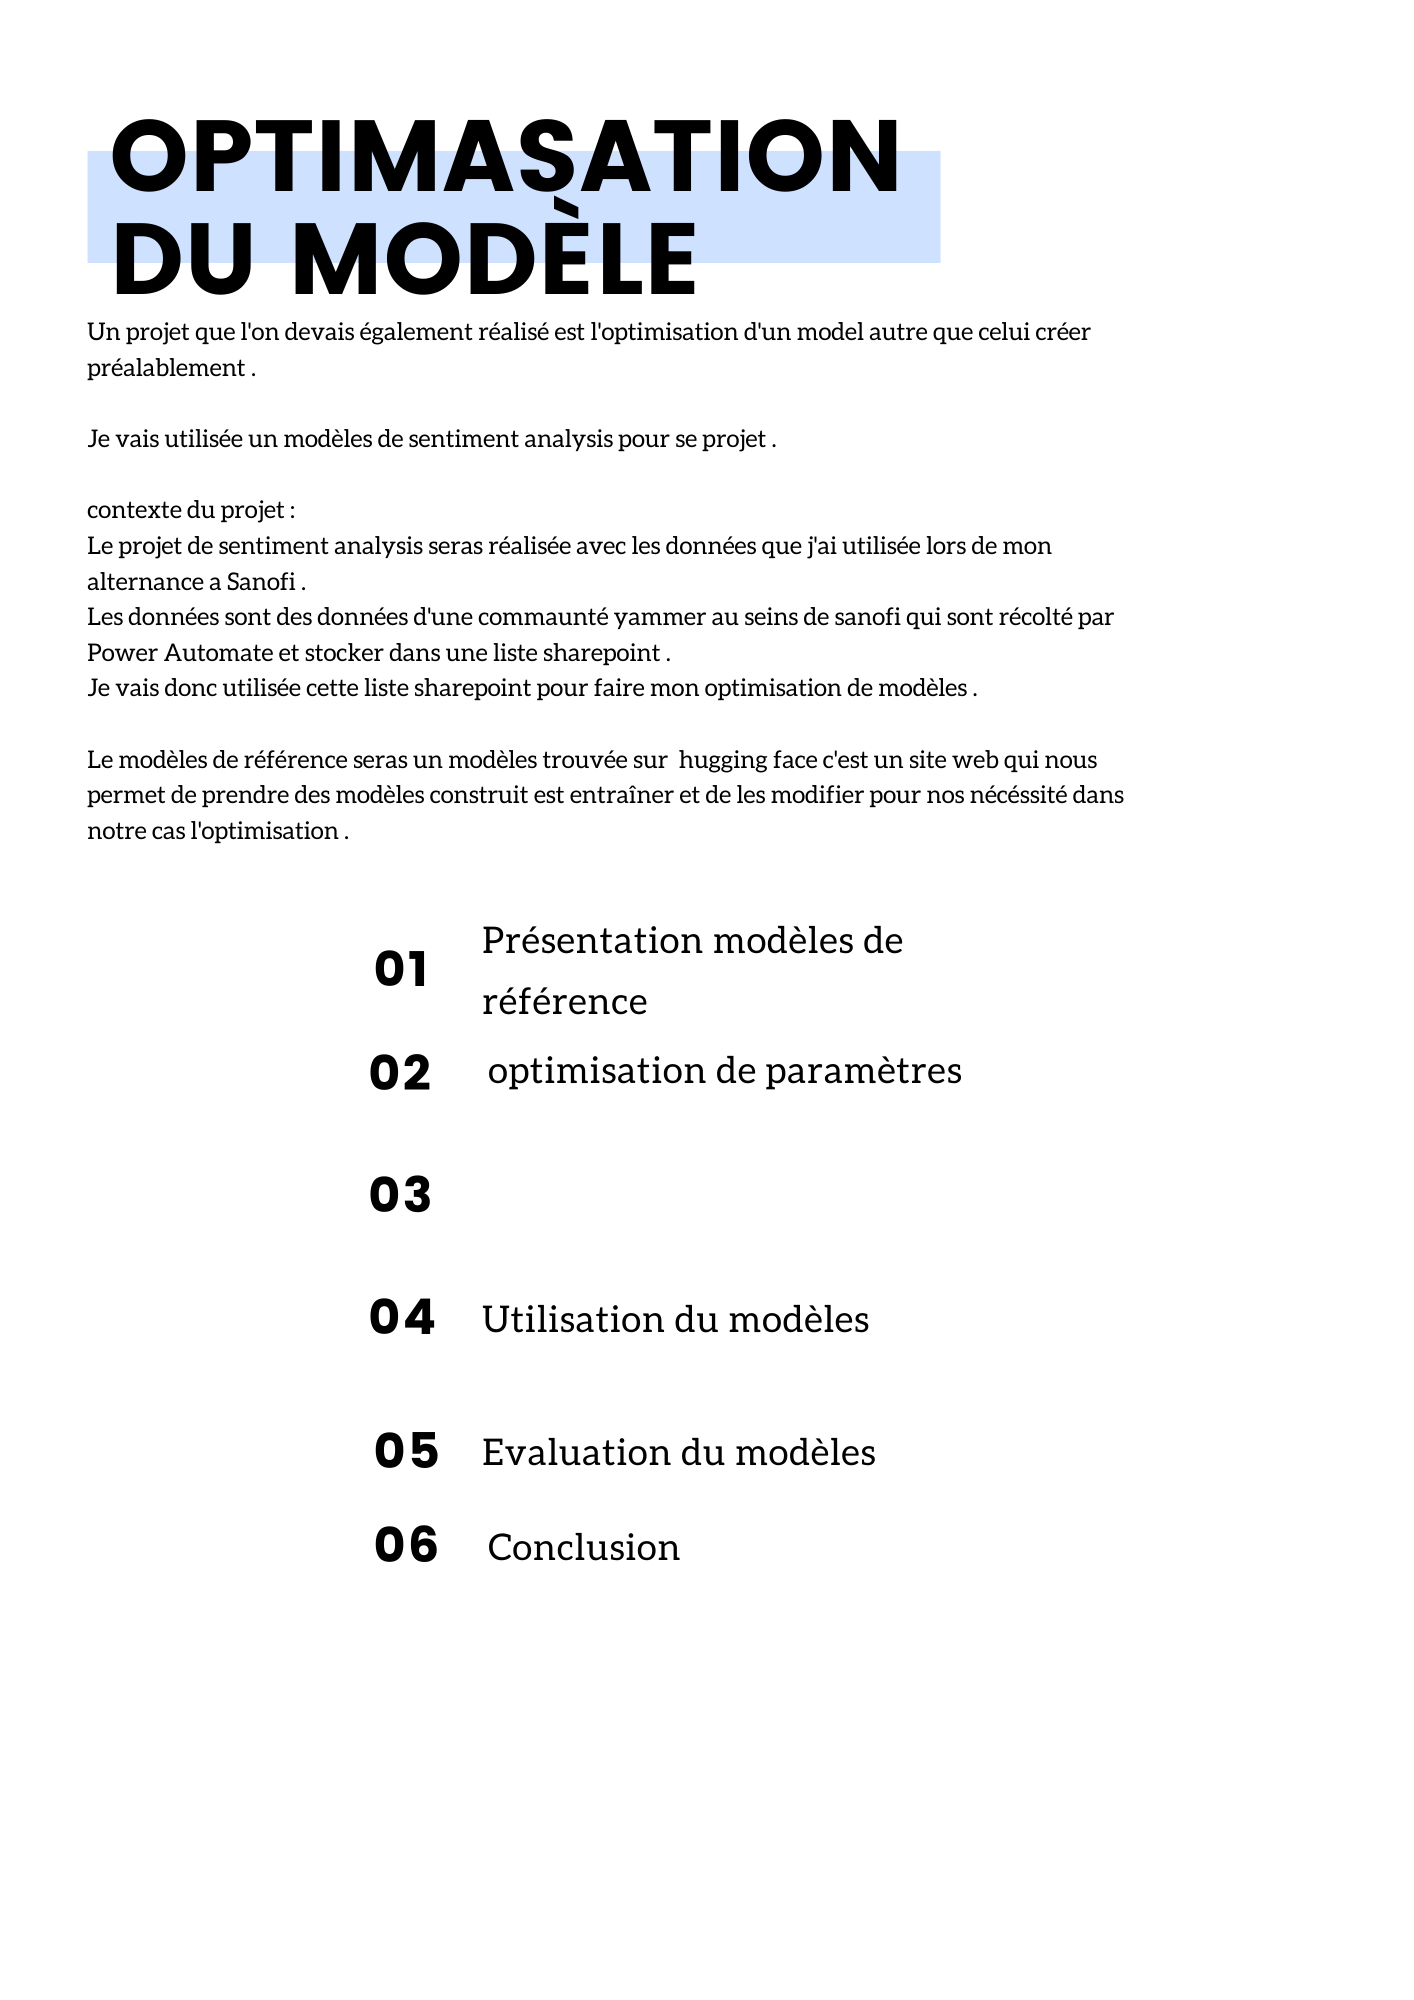 OPTIMASATION
DU MODÈLE
Un projet que l'on devais également réalisé est l'optimisation d'un model autre que celui créer
préalablement .
Je vais utilisée un modèles de sentiment analysis pour se projet .
contexte du projet :
Le projet de sentiment analysis seras réalisée avec les données que j'ai utilisée lors de mon
alternance a Sanofi .
Les données sont des données d'une commaunté yammer au seins de sanofi qui sont récolté par
Power Automate et stocker dans une liste sharepoint .
Je vais donc utilisée cette liste sharepoint pour faire mon optimisation de modèles .
Le modèles de référence seras un modèles trouvée sur  hugging face c'est un site web qui nous
permet de prendre des modèles construit est entraîner et de les modifier pour nos nécéssité dans
notre cas l'optimisation .
01 Présentation modèles de
référence
02 optimisation de paramètres
03
04 Utilisation du modèles
05 Evaluation du modèles
06 Conclusion